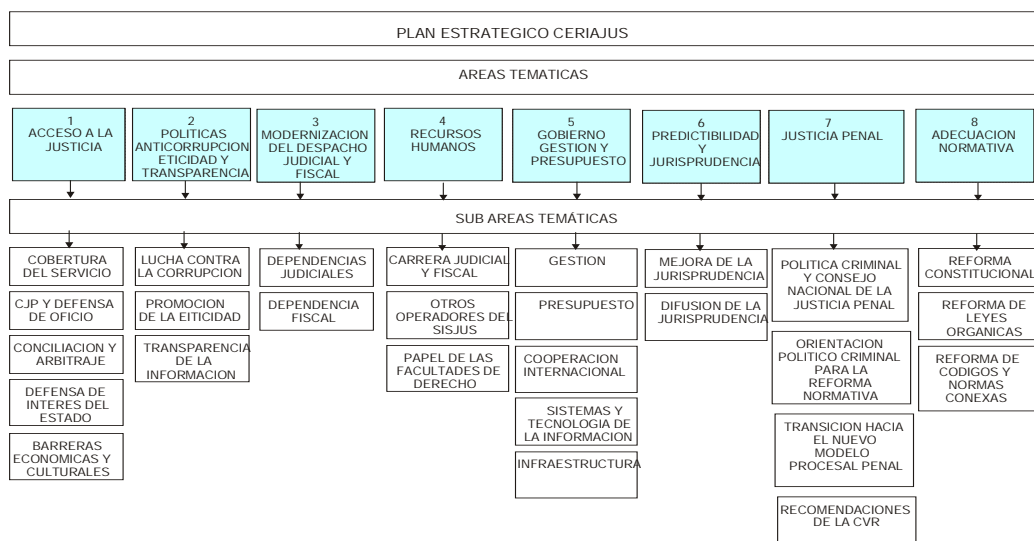 PLAN ESTRATEGICO CERIAJUS
AREAS TEMATICAS
1
ACCESO A LA
JUSTICIA
2
POLITICAS
ANTICORRUPCION
ETICIDAD Y
TRANSPARENCIA
3
MODERNIZACION
DEL DESPACHO
JUDICIAL Y
FISCAL
4
RECURSOS
HUMANOS
5
GOBIERNO
GESTION Y
PRESUPUESTO
6
PREDICTIBILIDAD
Y
JURISPRUDENCIA
7
JUSTICIA PENAL
8
ADECUACION
NORMATIVA
SUB AREAS TEMÁTICAS
COBERTURA
DEL SERVICIO
CJP Y DEFENSA
DE OFICIO
CONCILIACION Y
ARBITRAJE
DEFENSA DE
INTERES DEL
ESTADO
BARRERAS
ECONOMICAS Y
CULTURALES
LUCHA CONTRA
LA CORRUPCION
PROMOCION
DE LA EITICIDAD
TRANSPARENCIA
DE LA
INFORMACION
DEPENDENCIAS
JUDICIALES
DEPENDENCIA
FISCAL
CARRERA JUDICIAL
Y FISCAL
OTROS
OPERADORES DEL
SISJUS
PAPEL DE LAS
FACULTADES DE
DERECHO
GESTION
PRESUPUESTO
COOPERACION
INTERNACIONAL
SISTEMAS Y
TECNOLOGIA DE
LA INFORMACION
INFRAESTRUCTURA
MEJORA DE LA
JURISPRUDENCIA
DIFUSION DE LA
JURISPRUDENCIA
POLITICA CRIMINAL
Y CONSEJO
NACIONAL DE LA
JUSTICIA PENAL
ORIENTACION
POLITICO CRIMINAL
PARA LA
REFORMA
NORMATIVA
TRANSICION HACIA
EL NUEVO
MODELO
PROCESAL PENAL
RECOMENDACIONES
DE LA CVR
REFORMA
CONSTITUCIONAL
REFORMA DE
LEYES
ORGANICAS
REFORMA DE
CODIGOS Y
NORMAS
CONEXAS